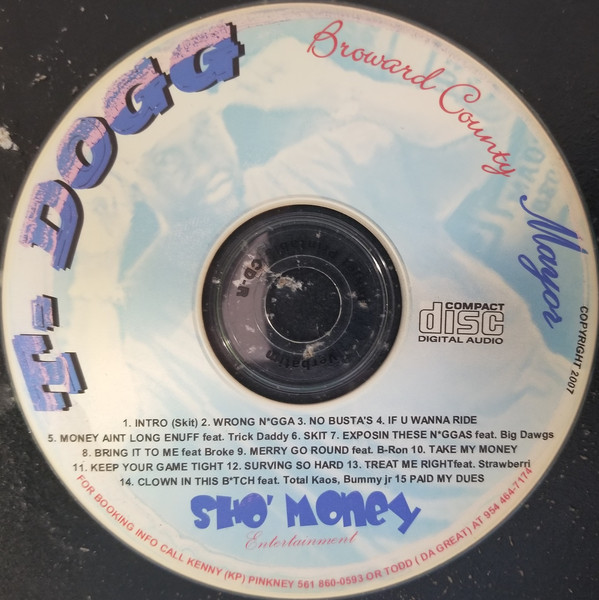 T- DOGG
Broward County
Mayor
COPYRIGHT 2007
COMPACT
disc
DIGITAL AUDIO
CD-R
Verbatim
1. INTRO (Skit) 2. WRONG N*GGA 3. NO BUSTA'S 4. IF U WANNA RIDE
5. MONEY AINT LONG ENUFF feat. Trick Daddy 6. SKIT 7. EXPOSIN THESE N*GGAS feat. Big Dawgs
8. BRING IT TO ME feat Broke 9. MERRY GO ROUND feat. B-Ron 10. TAKE MY MONEY
11. KEEP YOUR GAME TIGHT 12. SURVING SO HARD 13. TREAT ME RIGHTfeat. Strawberri
14. CLOWN IN THIS B*TCH feat. Total Kaos, Bummy jr 15 PAID MY DUES
SHO' MONEY
Entertainment
FOR BOOKING INFO CALL KENNY (KP) PINKNEY 561 860-0593 OR TODD ( DA GREAT) AT 954 464-7174